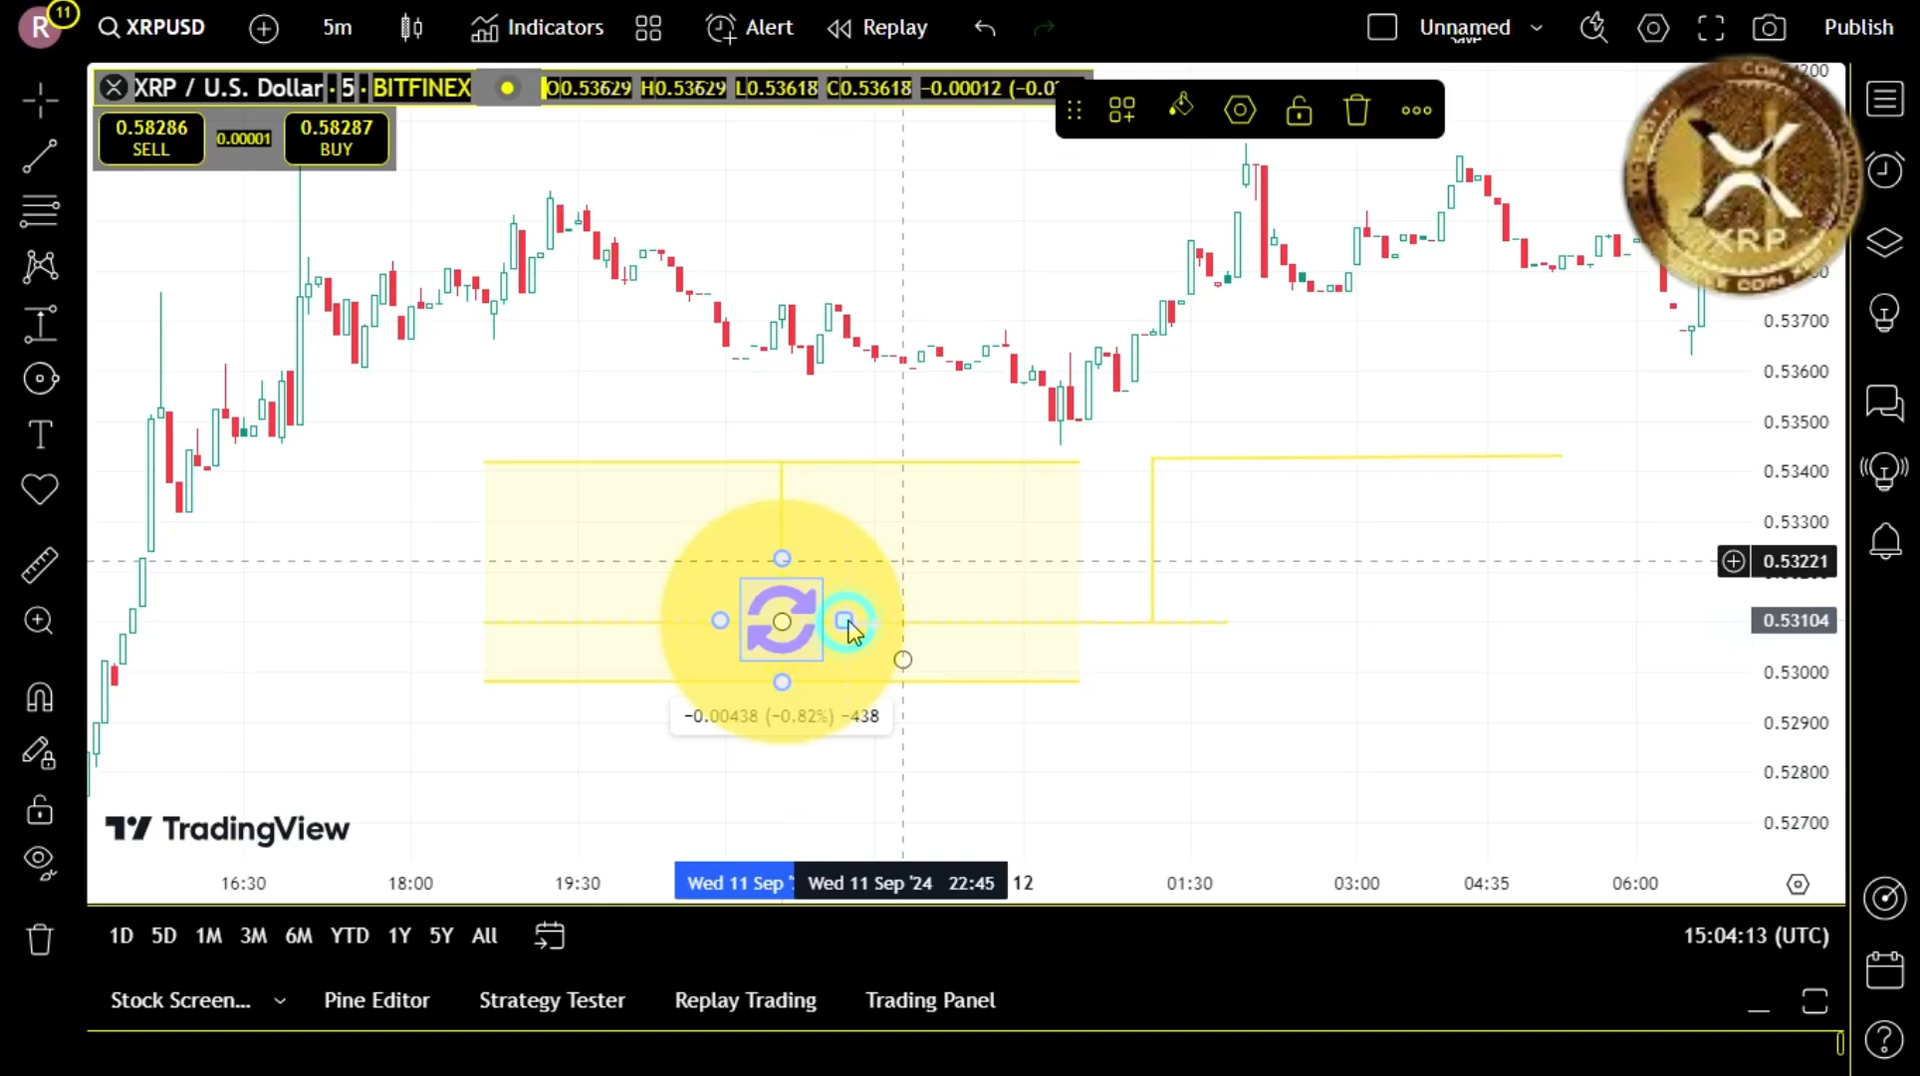 R 11 XRPUSD 5m Indicators Alert Replay Unnamed Publish
Save
XRP / U.S. Dollar · 5 · BITFINEX O0.53629 H0.53629 L0.53618 C0.53618 −0.00012
0.58286 SELL 0.00001 0.58287 BUY
XRP
0.53700
0.53600
0.53500
0.53400
0.53300
0.53221
0.53104
0.53000
−0.00438 (−0.82%) −438
0.52900
0.52800
0.52700
TradingView
16:30 18:00 19:30 Wed 11 Sep Wed 11 Sep '24 22:45 12 01:30 03:00 04:35 06:00
1D 5D 1M 3M 6M YTD 1Y 5Y All 15:04:13 (UTC)
Stock Screen... Pine Editor Strategy Tester Replay Trading Trading Panel